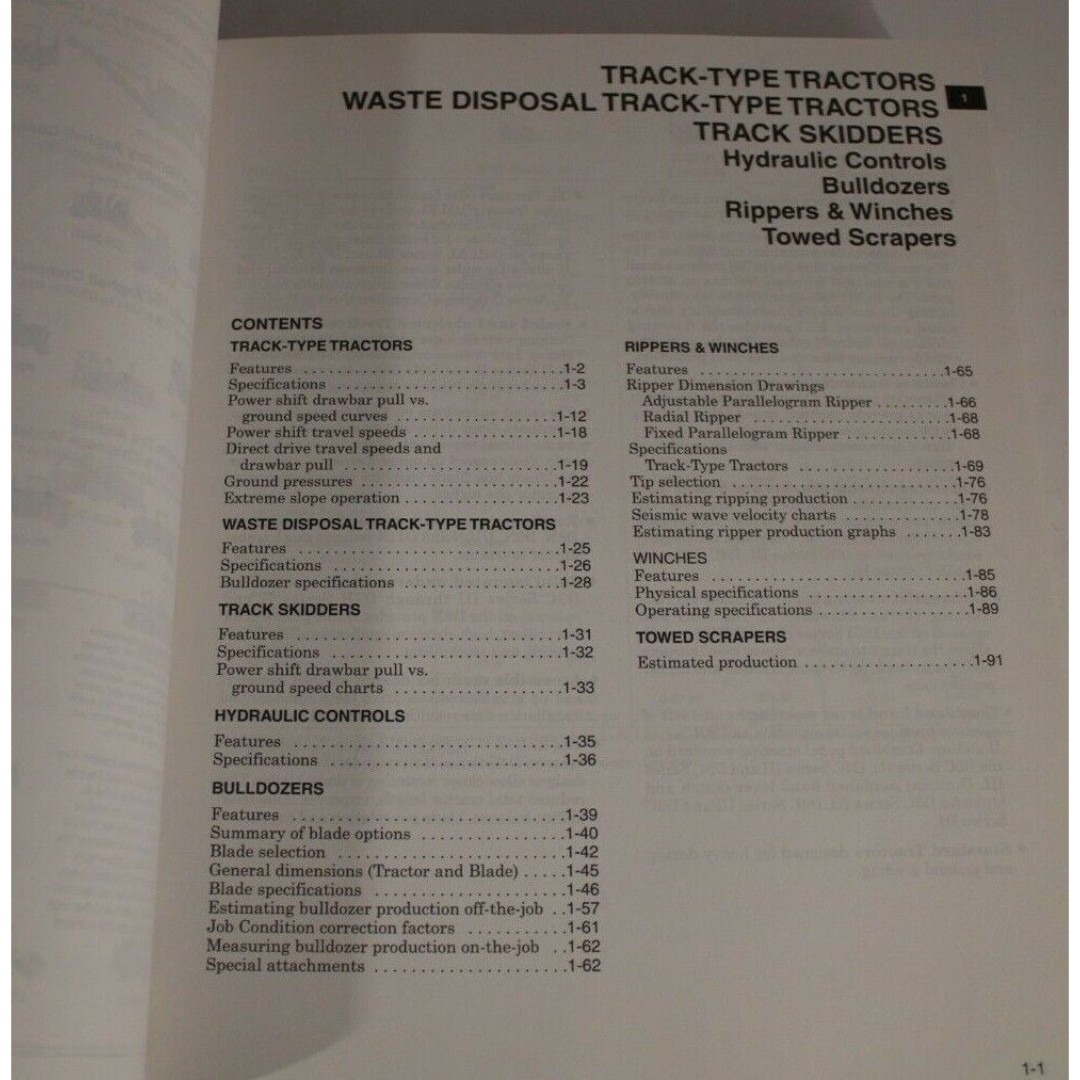 TRACK-TYPE TRACTORS
1
WASTE DISPOSAL TRACK-TYPE TRACTORS
TRACK SKIDDERS
Hydraulic Controls
Bulldozers
Rippers & Winches
Towed Scrapers
CONTENTS
TRACK-TYPE TRACTORS
Features . . . . . . . . . . . . . . . . . . . . . . . . . . . . . .1-2
Specifications . . . . . . . . . . . . . . . . . . . . . . . . . .1-3
Power shift drawbar pull vs.
ground speed curves . . . . . . . . . . . . . . . . . .1-12
Power shift travel speeds . . . . . . . . . . . . . . . .1-18
Direct drive travel speeds and
drawbar pull . . . . . . . . . . . . . . . . . . . . . . . .1-19
Ground pressures . . . . . . . . . . . . . . . . . . . . . .1-22
Extreme slope operation . . . . . . . . . . . . . . . . .1-23
WASTE DISPOSAL TRACK-TYPE TRACTORS
Features . . . . . . . . . . . . . . . . . . . . . . . . . . . . .1-25
Specifications . . . . . . . . . . . . . . . . . . . . . . . . .1-26
Bulldozer specifications . . . . . . . . . . . . . . . . .1-28
TRACK SKIDDERS
Features . . . . . . . . . . . . . . . . . . . . . . . . . . . . .1-31
Specifications . . . . . . . . . . . . . . . . . . . . . . . . .1-32
Power shift drawbar pull vs.
ground speed charts . . . . . . . . . . . . . . . . . . .1-33
HYDRAULIC CONTROLS
Features . . . . . . . . . . . . . . . . . . . . . . . . . . . . .1-35
Specifications . . . . . . . . . . . . . . . . . . . . . . . . .1-36
BULLDOZERS
Features . . . . . . . . . . . . . . . . . . . . . . . . . . . . .1-39
Summary of blade options . . . . . . . . . . . . . . .1-40
Blade selection . . . . . . . . . . . . . . . . . . . . . . . .1-42
General dimensions (Tractor and Blade) . . . . .1-45
Blade specifications . . . . . . . . . . . . . . . . . . . .1-46
Estimating bulldozer production off-the-job . .1-57
Job Condition correction factors . . . . . . . . . . .1-61
Measuring bulldozer production on-the-job . .1-62
Special attachments . . . . . . . . . . . . . . . . . . . .1-62
RIPPERS & WINCHES
Features . . . . . . . . . . . . . . . . . . . . . . . . . . . .1-65
Ripper Dimension Drawings
Adjustable Parallelogram Ripper . . . . . . . . .1-66
Radial Ripper . . . . . . . . . . . . . . . . . . . . . . .1-68
Fixed Parallelogram Ripper . . . . . . . . . . . .1-68
Specifications
Track-Type Tractors . . . . . . . . . . . . . . . . . .1-69
Tip selection . . . . . . . . . . . . . . . . . . . . . . . . . .1-76
Estimating ripping production . . . . . . . . . . . .1-76
Seismic wave velocity charts . . . . . . . . . . . . .1-78
Estimating ripper production graphs . . . . . . .1-83
WINCHES
Features . . . . . . . . . . . . . . . . . . . . . . . . . . . . .1-85
Physical specifications . . . . . . . . . . . . . . . . . .1-86
Operating specifications . . . . . . . . . . . . . . . . .1-89
TOWED SCRAPERS
Estimated production . . . . . . . . . . . . . . . . . . .1-91
1-1